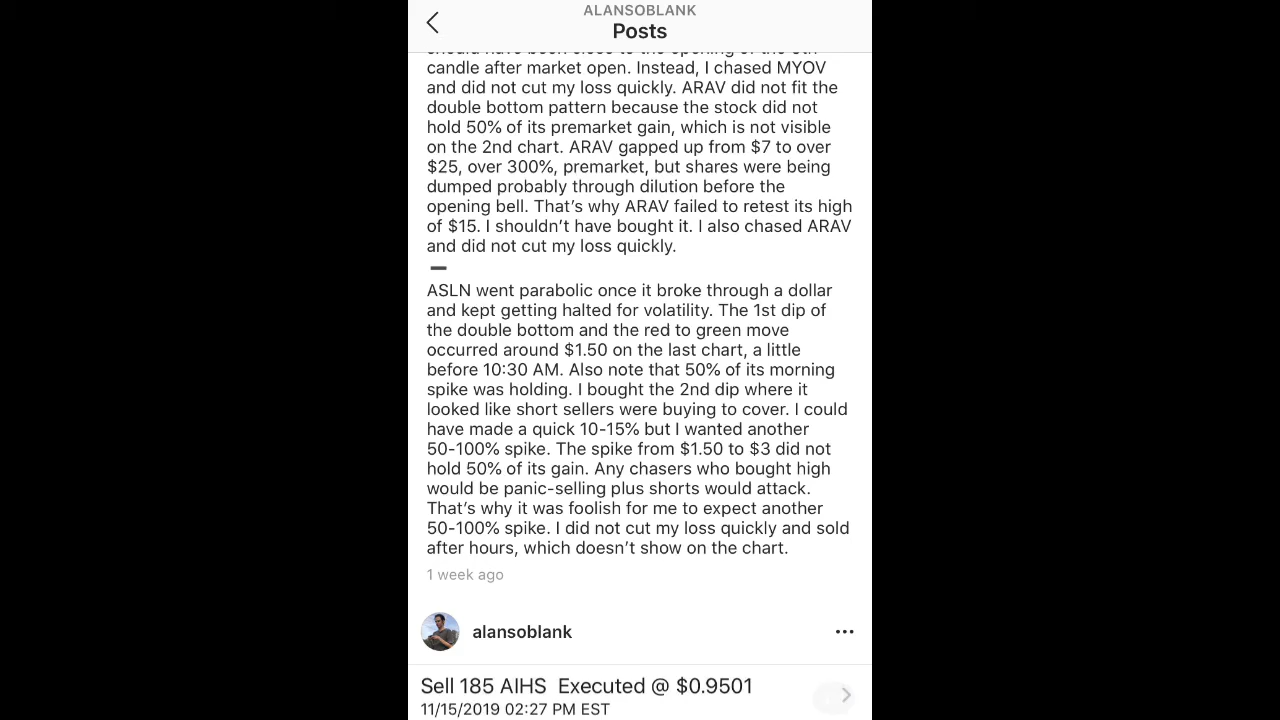 ALANSOBLANK
Posts
candle after market open. Instead, I chased MYOV
and did not cut my loss quickly. ARAV did not fit the
double bottom pattern because the stock did not
hold 50% of its premarket gain, which is not visible
on the 2nd chart. ARAV gapped up from $7 to over
$25, over 300%, premarket, but shares were being
dumped probably through dilution before the
opening bell. That’s why ARAV failed to retest its high
of $15. I shouldn’t have bought it. I also chased ARAV
and did not cut my loss quickly.
➖
ASLN went parabolic once it broke through a dollar
and kept getting halted for volatility. The 1st dip of
the double bottom and the red to green move
occurred around $1.50 on the last chart, a little
before 10:30 AM. Also note that 50% of its morning
spike was holding. I bought the 2nd dip where it
looked like short sellers were buying to cover. I could
have made a quick 10-15% but I wanted another
50-100% spike. The spike from $1.50 to $3 did not
hold 50% of its gain. Any chasers who bought high
would be panic-selling plus shorts would attack.
That’s why it was foolish for me to expect another
50-100% spike. I did not cut my loss quickly and sold
after hours, which doesn’t show on the chart.
1 week ago
alansoblank
Sell 185 AIHS Executed @ $0.9501
11/15/2019 02:27 PM EST